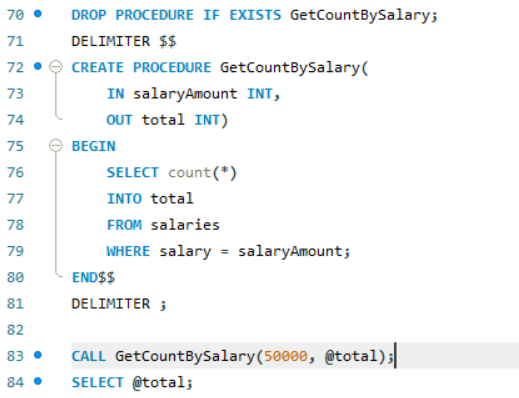 70 DROP PROCEDURE IF EXISTS GetCountBySalary;
71 DELIMITER $$
72 CREATE PROCEDURE GetCountBySalary(
73 IN salaryAmount INT,
74 OUT total INT)
75 BEGIN
76 SELECT count(*)
77 INTO total
78 FROM salaries
79 WHERE salary = salaryAmount;
80 END$$
81 DELIMITER ;
82
83 CALL GetCountBySalary(50000, @total);
84 SELECT @total;